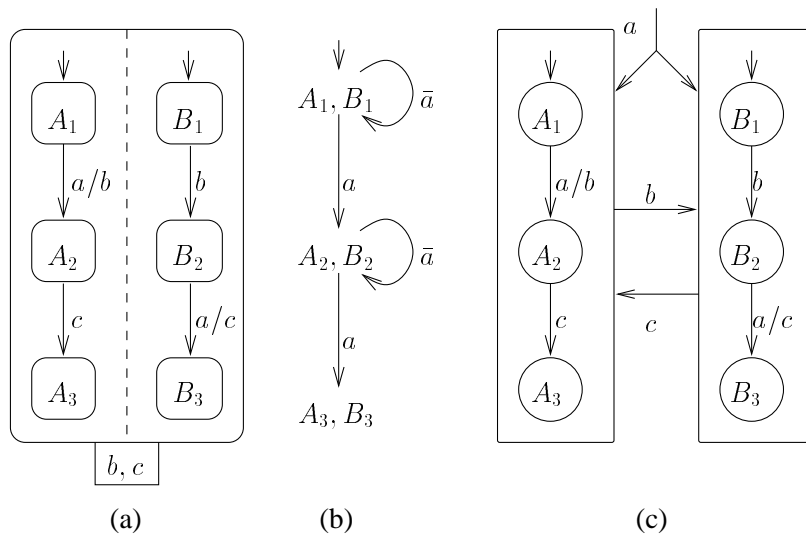 A₁
a/b
A₂
c
A₃
B₁
b
B₂
a/c
B₃
b, c
(a)
A₁, B₁
ā
a
A₂, B₂
ā
a
A₃, B₃
(b)
a
A₁
a/b
A₂
c
A₃
b
c
B₁
b
B₂
a/c
B₃
(c)